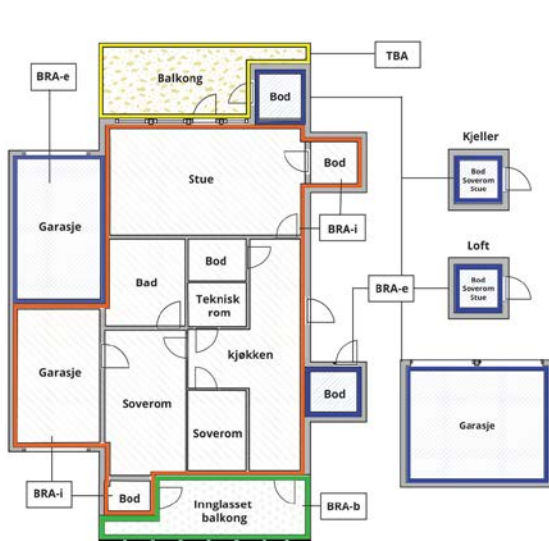 TBA
BRA-e
Balkong
Bod
Kjeller
Bod
Soverom
Stue
Stue
Bod
Garasje
BRA-i
Loft
Bod
Soverom
Stue
Bod
Bad
Teknisk
rom
BRA-e
Garasje
kjøkken
Soverom
Soverom
Bod
Garasje
BRA-i
Bod
Innglasset
balkong
BRA-b